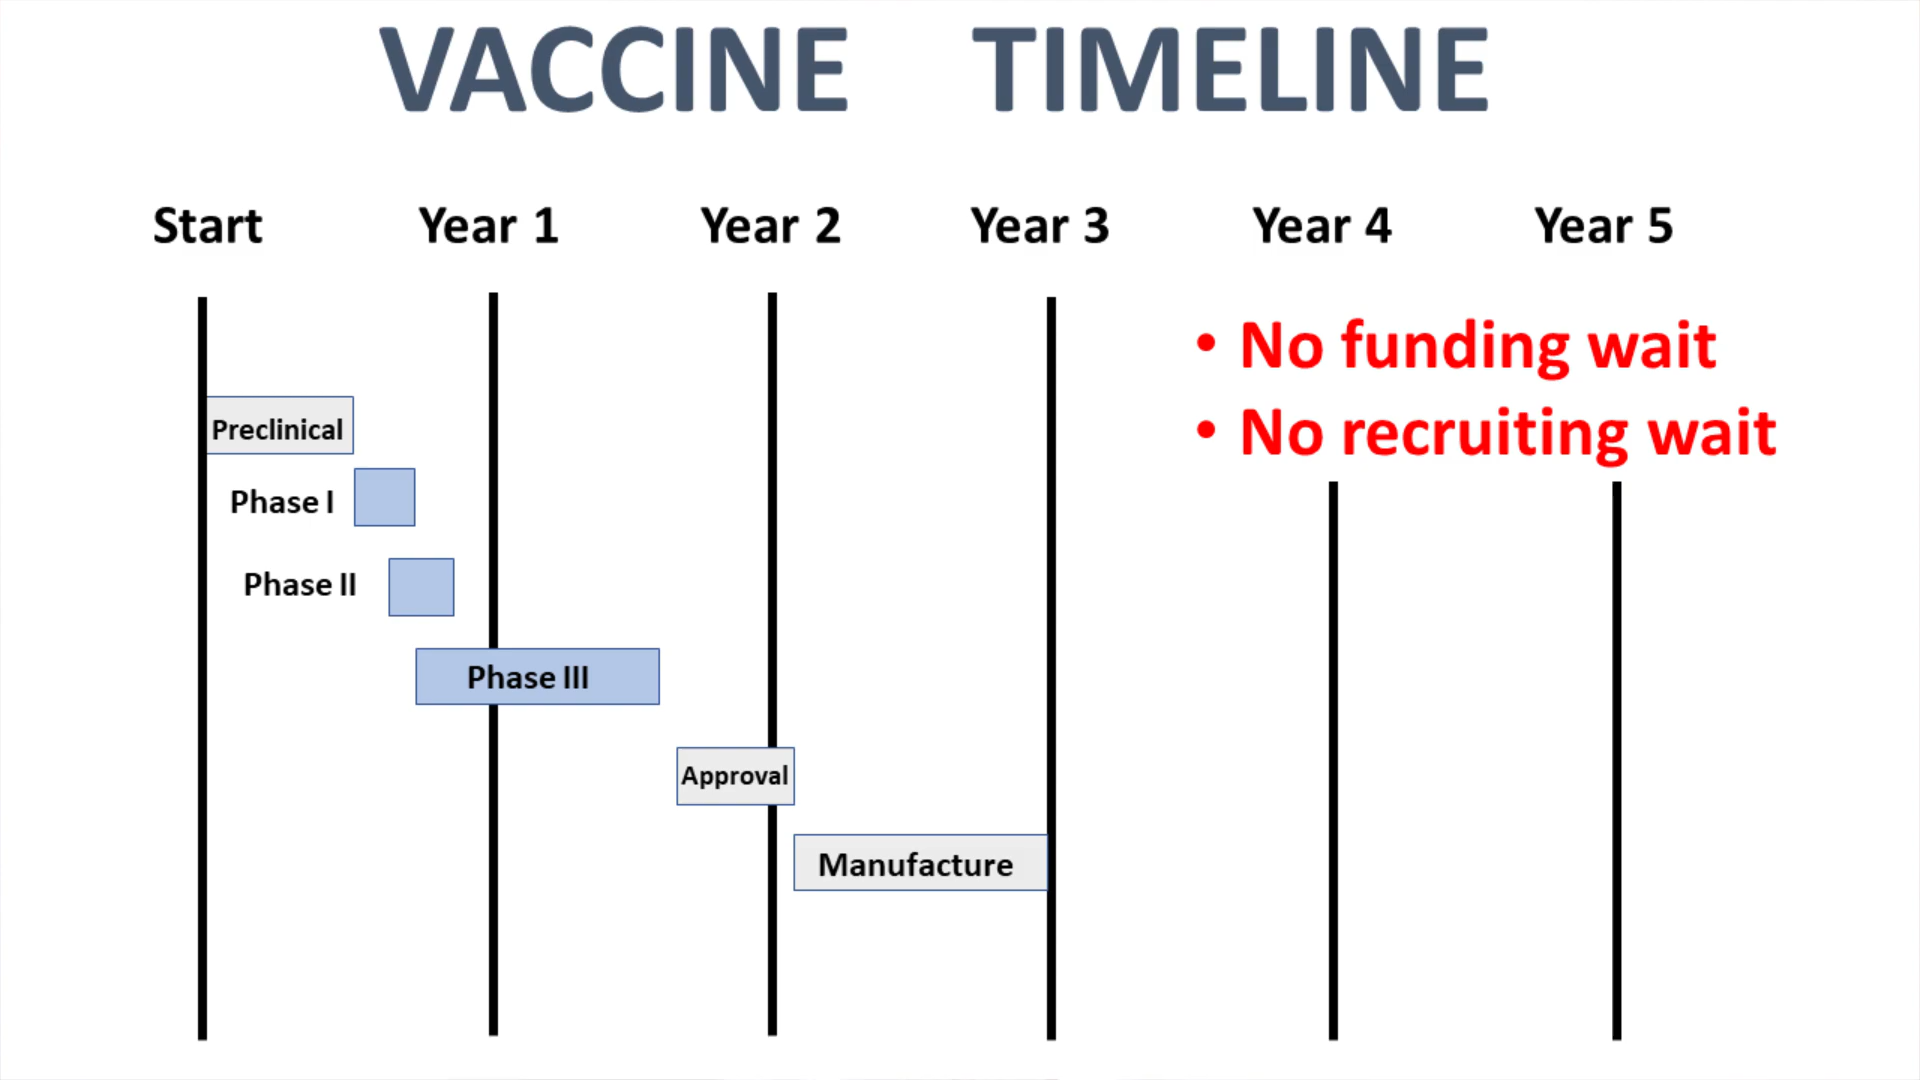 VACCINE TIMELINE
Start Year 1 Year 2 Year 3 Year 4 Year 5
• No funding wait
• No recruiting wait
Preclinical
Phase I
Phase II
Phase III
Approval
Manufacture